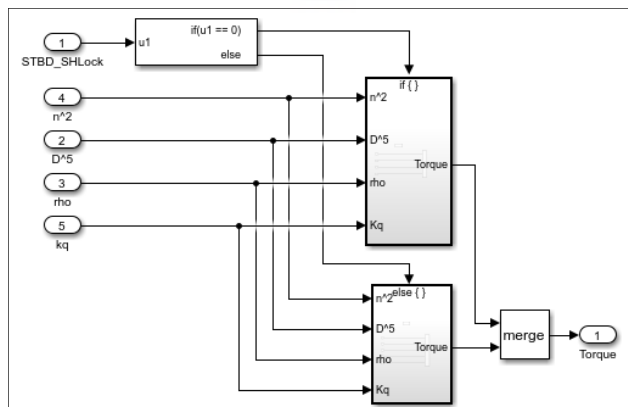 1
STBD_SHLock
u1
if(u1 == 0)
else
4
n^2
2
D^5
3
rho
5
kq
if { }
n^2
D^5
rho
Kq
Torque
else { }
n^2
D^5
rho
Kq
Torque
merge
1
Torque